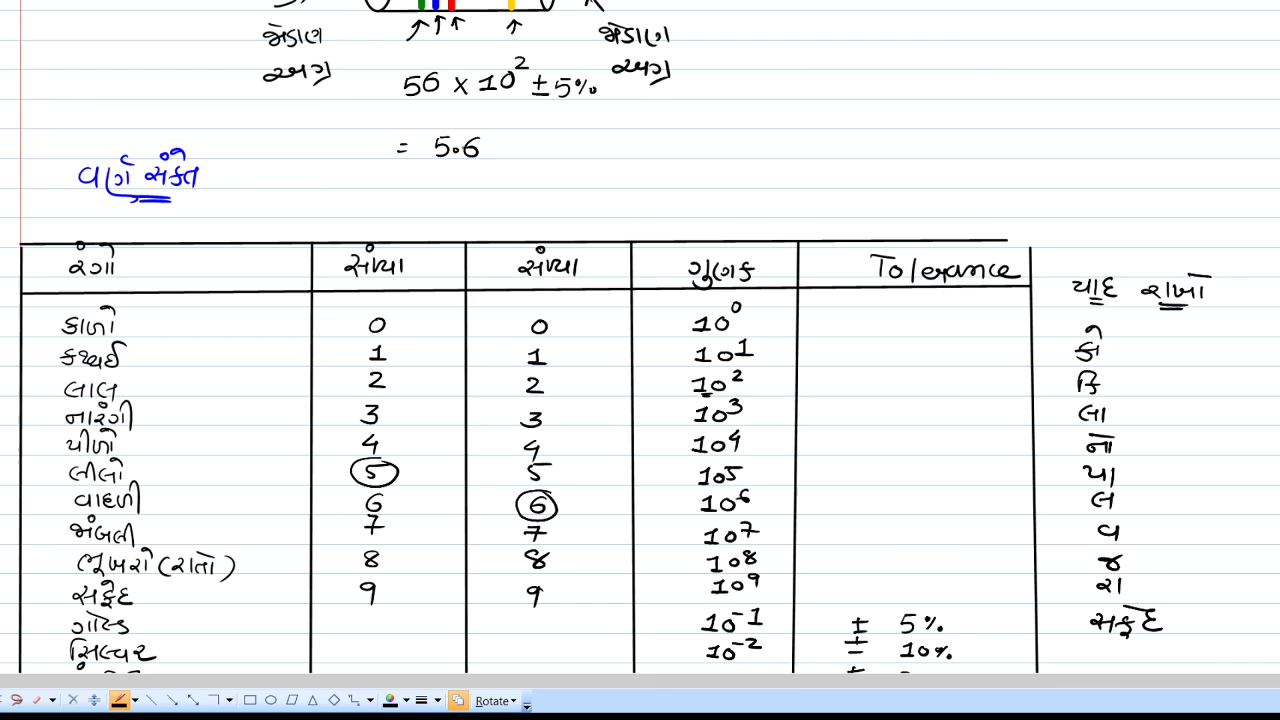 જોડાણ જોડાણ
અગ્ર અગ્ર
56 × 10² ± 5%
= 5.6
વર્ણ સંકેત
રંગો સંખ્યા સંખ્યા ગુણક Tolerance
યાદ રાખો
કાળો 0 0 10⁰ કો
કથ્થઈ 1 1 10¹ કિ
લાલ 2 2 10² લા
નારંગી 3 3 10³ ના
પીળો 4 4 10⁴ પા
લીલો 5 5 10⁵ લ
વાદળી 6 6 10⁶ વ
જાંબલી 7 7 10⁷ જ
ભૂખરો (રાતો) 8 8 10⁸ રા
સફેદ 9 9 10⁹ સફેદ
ગોલ્ડ 10⁻¹ ± 5%
સિલ્વર 10⁻² ± 10%
Rotate